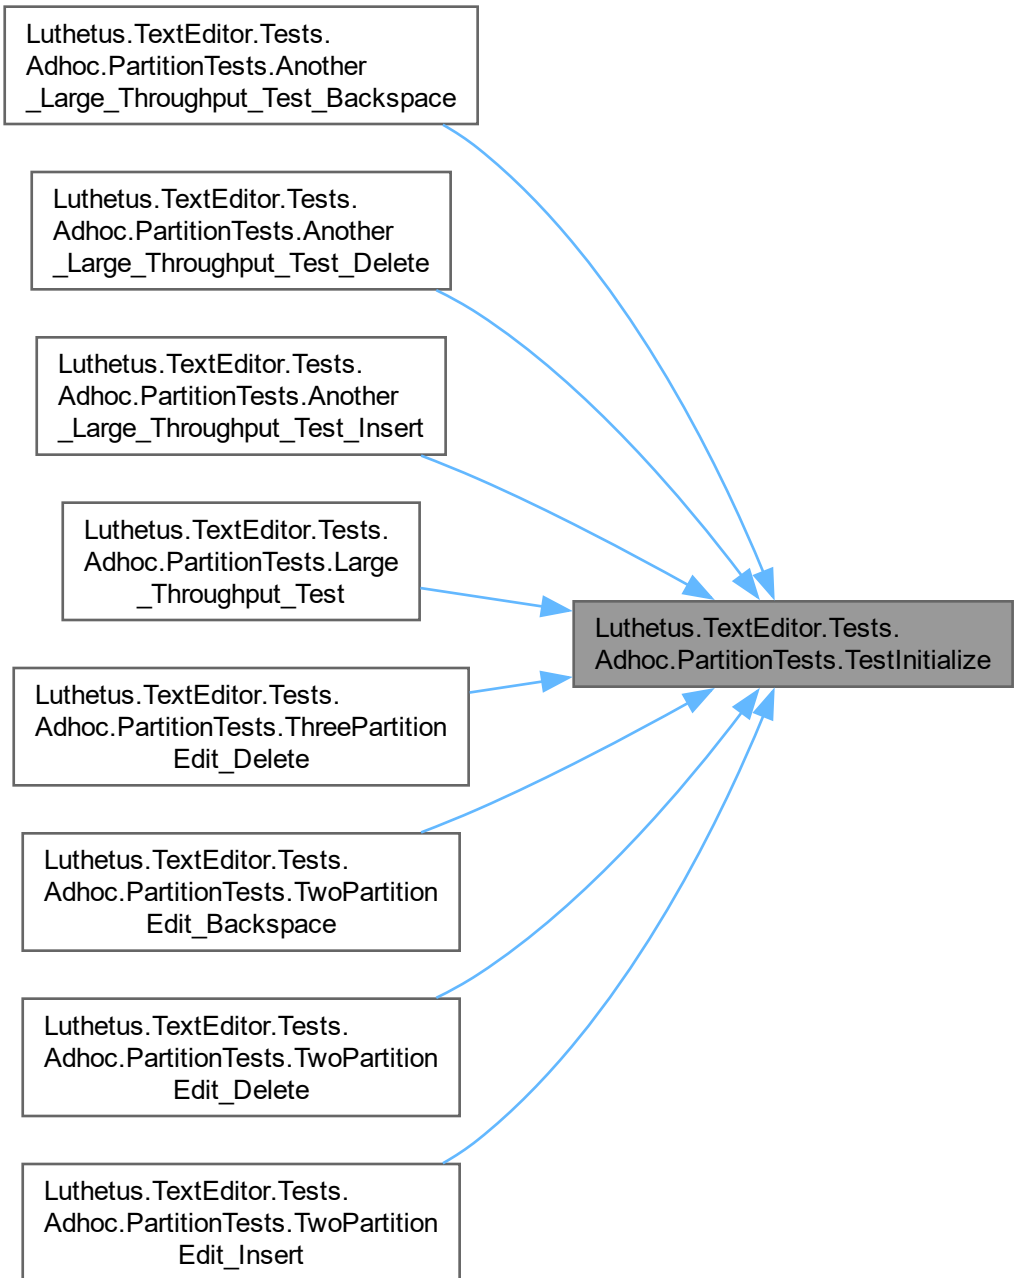 Luthetus.TextEditor.Tests.
Adhoc.PartitionTests.Another
_Large_Throughput_Test_Backspace
Luthetus.TextEditor.Tests.
Adhoc.PartitionTests.Another
_Large_Throughput_Test_Delete
Luthetus.TextEditor.Tests.
Adhoc.PartitionTests.Another
_Large_Throughput_Test_Insert
Luthetus.TextEditor.Tests.
Adhoc.PartitionTests.Large
_Throughput_Test
Luthetus.TextEditor.Tests.
Adhoc.PartitionTests.TestInitialize
Luthetus.TextEditor.Tests.
Adhoc.PartitionTests.ThreePartition
Edit_Delete
Luthetus.TextEditor.Tests.
Adhoc.PartitionTests.TwoPartition
Edit_Backspace
Luthetus.TextEditor.Tests.
Adhoc.PartitionTests.TwoPartition
Edit_Delete
Luthetus.TextEditor.Tests.
Adhoc.PartitionTests.TwoPartition
Edit_Insert